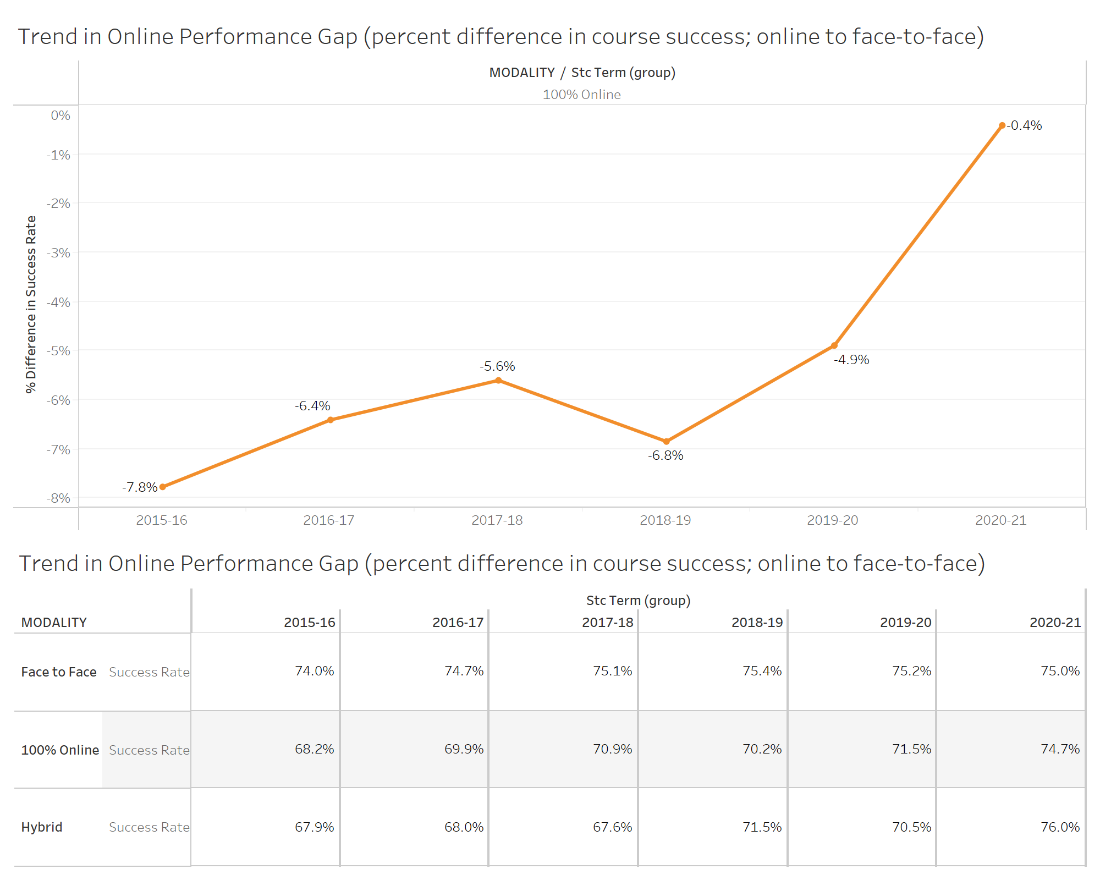 Trend in Online Performance Gap (percent difference in course success; online to face-to-face)
MODALITY / Stc Term (group)
100% Online
% Difference in Success Rate
0%
-1%
-2%
-3%
-4%
-5%
-6%
-7%
-8%
-7.8%
-6.4%
-5.6%
-6.8%
-4.9%
-0.4%
2015-16 2016-17 2017-18 2018-19 2019-20 2020-21
Trend in Online Performance Gap (percent difference in course success; online to face-to-face)
Stc Term (group)
MODALITY 2015-16 2016-17 2017-18 2018-19 2019-20 2020-21
Face to Face Success Rate 74.0% 74.7% 75.1% 75.4% 75.2% 75.0%
100% Online Success Rate 68.2% 69.9% 70.9% 70.2% 71.5% 74.7%
Hybrid Success Rate 67.9% 68.0% 67.6% 71.5% 70.5% 76.0%